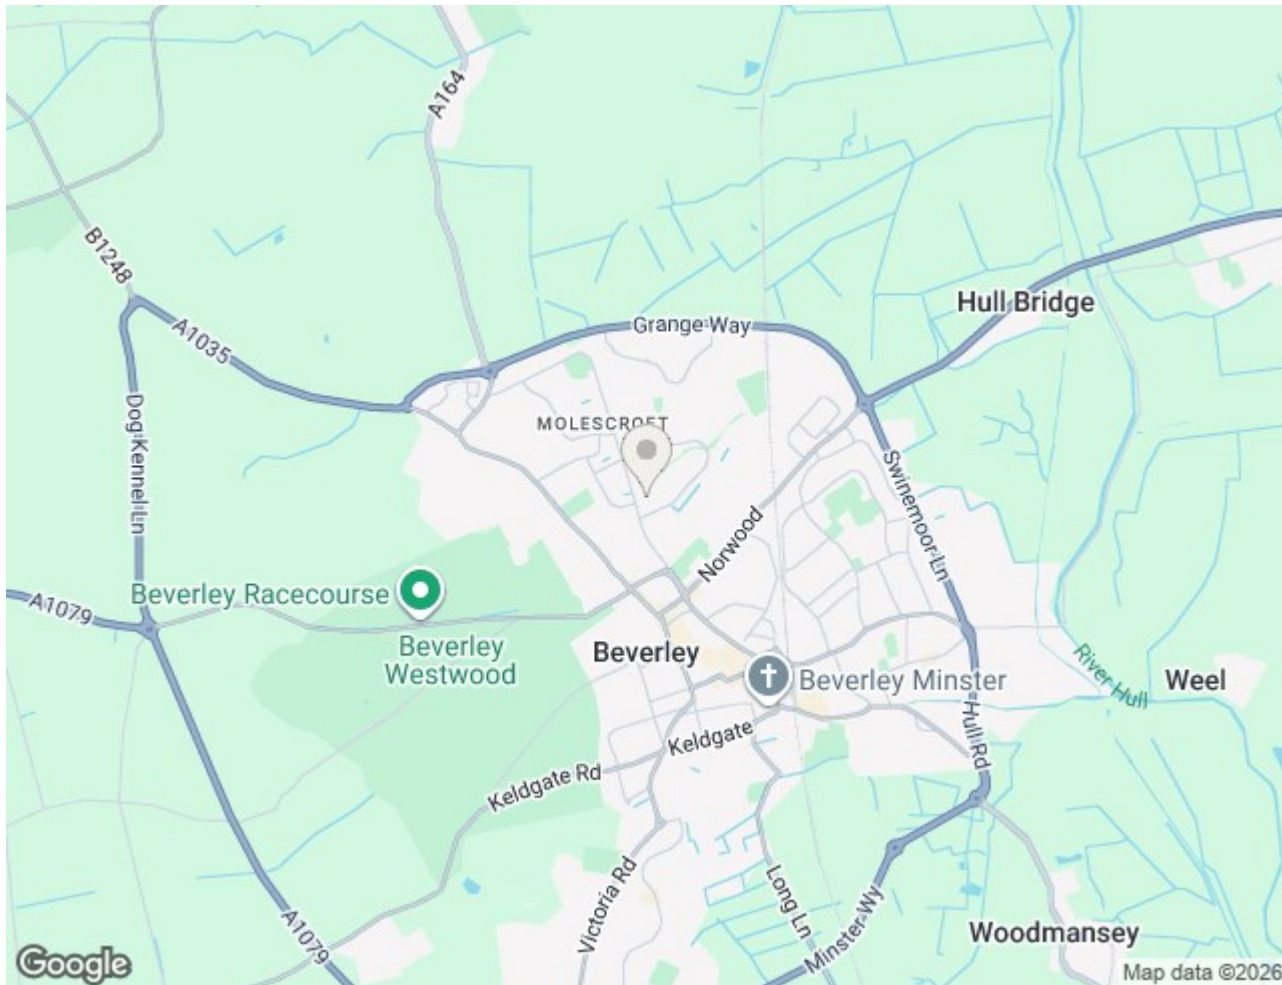 A164
B1248
A1035
Grange Way
Hull Bridge
MOLESCROFT
Dog Kennel Ln
Swinemoor Ln
Norwood
A1079
Beverley Racecourse
Beverley
Westwood
Beverley
Beverley Minster
River Hull
Weel
Keldgate
Hull Rd
Keldgate Rd
Victoria Rd
Long Ln
Minster Wy
A1079
Woodmansey
Google
Map data ©2026